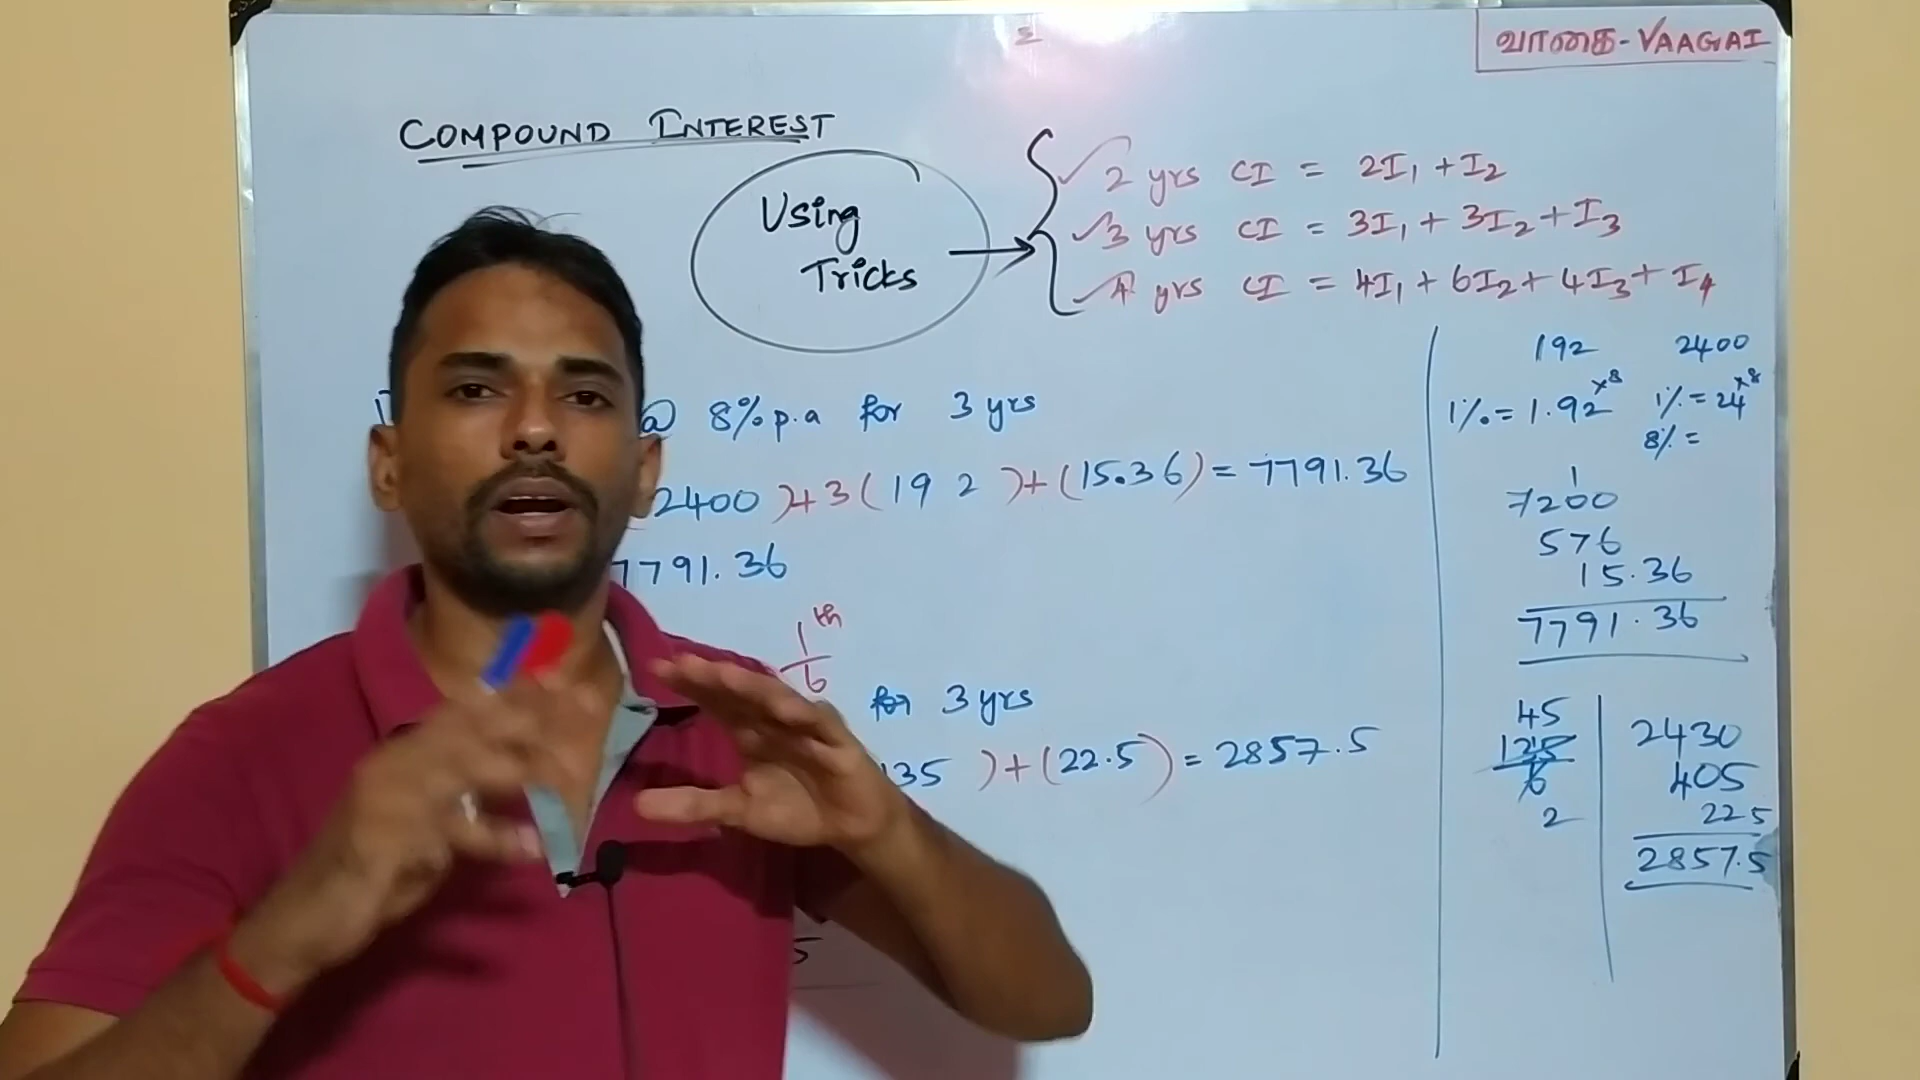 வாகை - VAAGAI
COMPOUND INTEREST
Using
Tricks
2 yrs CI = 2I₁ + I₂
3 yrs CI = 3I₁ + 3I₂ + I₃
4 yrs CI = 4I₁ + 6I₂ + 4I₃ + I₄
@ 8% p.a for 3 yrs
2400 ) + 3 ( 192 ) + (15.36) = 7791.36
7791.36
1/6 th
for 3 yrs
135 ) + (22.5) = 2857.5
5
192 2400
1% = 1.92 ×8 1% = 24 ×8
8% =
1
7200
576
15.36
7791.36
45
6
2
2430
405
22.5
2857.5